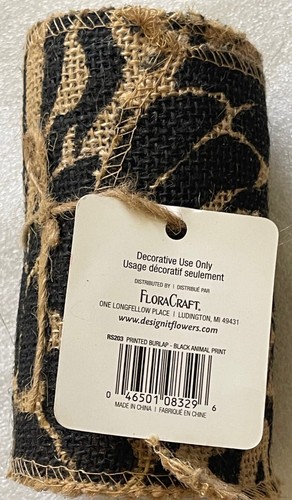 Decorative Use Only
Usage décoratif seulement
DISTRIBUTED BY | DISTRIBUÉ PAR
FLORACRAFT®
ONE LONGFELLOW PLACE | LUDINGTON, MI 49431
www.designitflowers.com
RS203 PRINTED BURLAP - BLACK ANIMAL PRINT
0 46501 08329 6
MADE IN CHINA | FABRIQUÉ EN CHINE